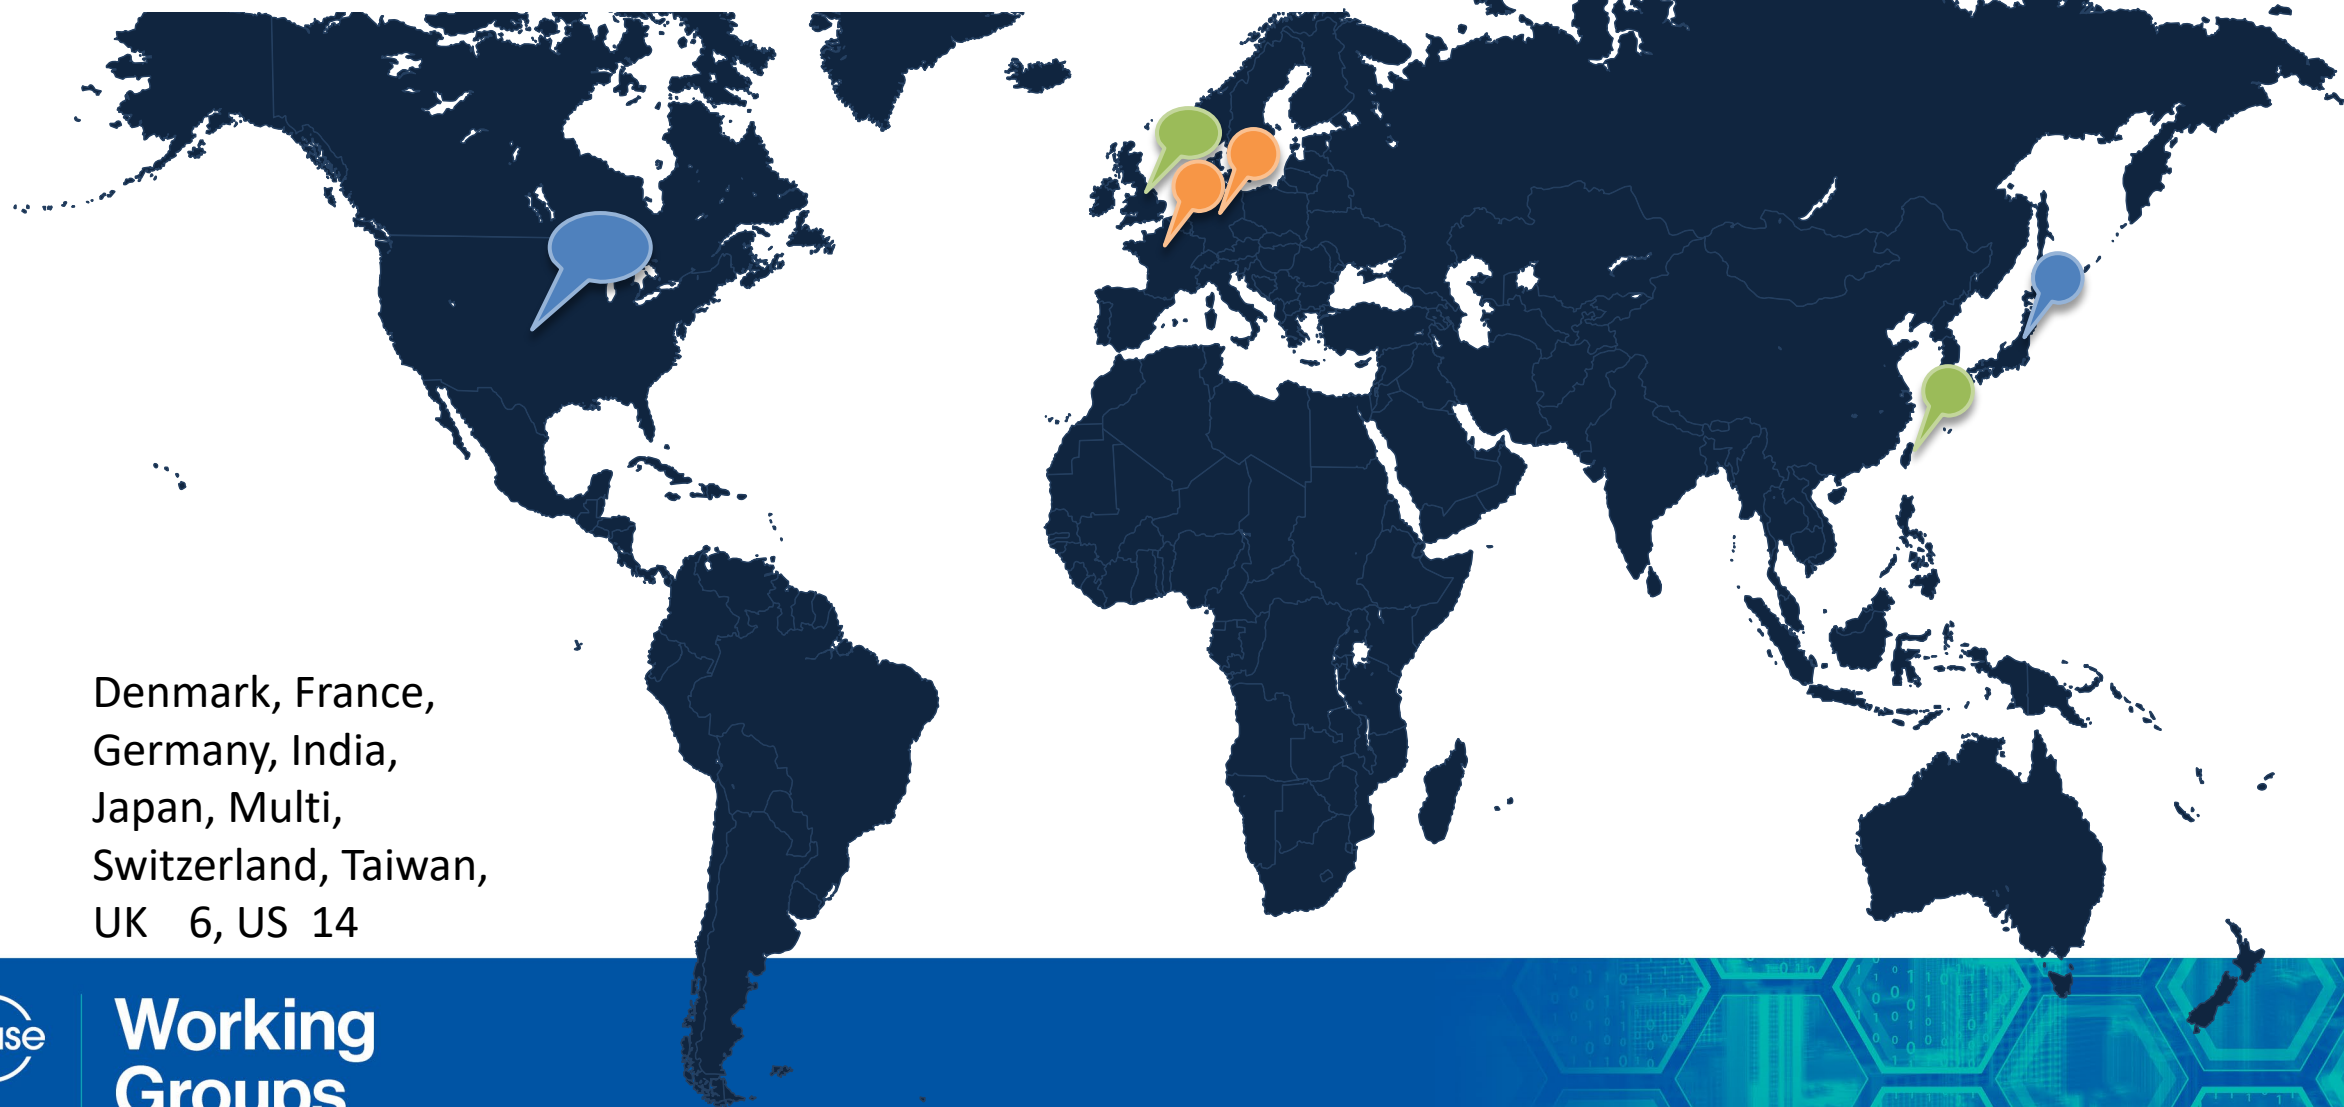 Denmark, France,
Germany, India,
Japan, Multi,
Switzerland, Taiwan,
UK    6, US  14
Working
Groups